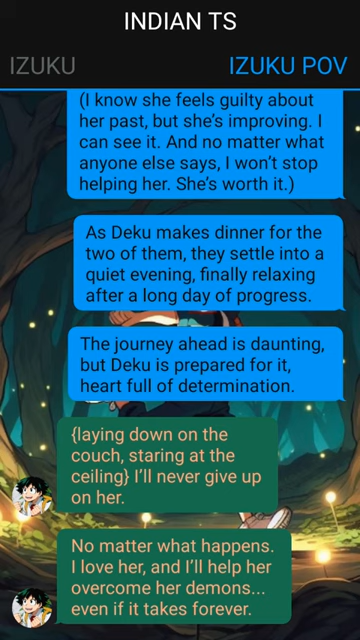 INDIAN TS
IZUKU
IZUKU POV
(I know she feels guilty about
her past, but she’s improving. I
can see it. And no matter what
anyone else says, I won’t stop
helping her. She’s worth it.)
As Deku makes dinner for the
two of them, they settle into a
quiet evening, finally relaxing
after a long day of progress.
The journey ahead is daunting,
but Deku is prepared for it,
heart full of determination.
{laying down on the
couch, staring at the
ceiling} I’ll never give up
on her.
No matter what happens.
I love her, and I’ll help her
overcome her demons...
even if it takes forever.